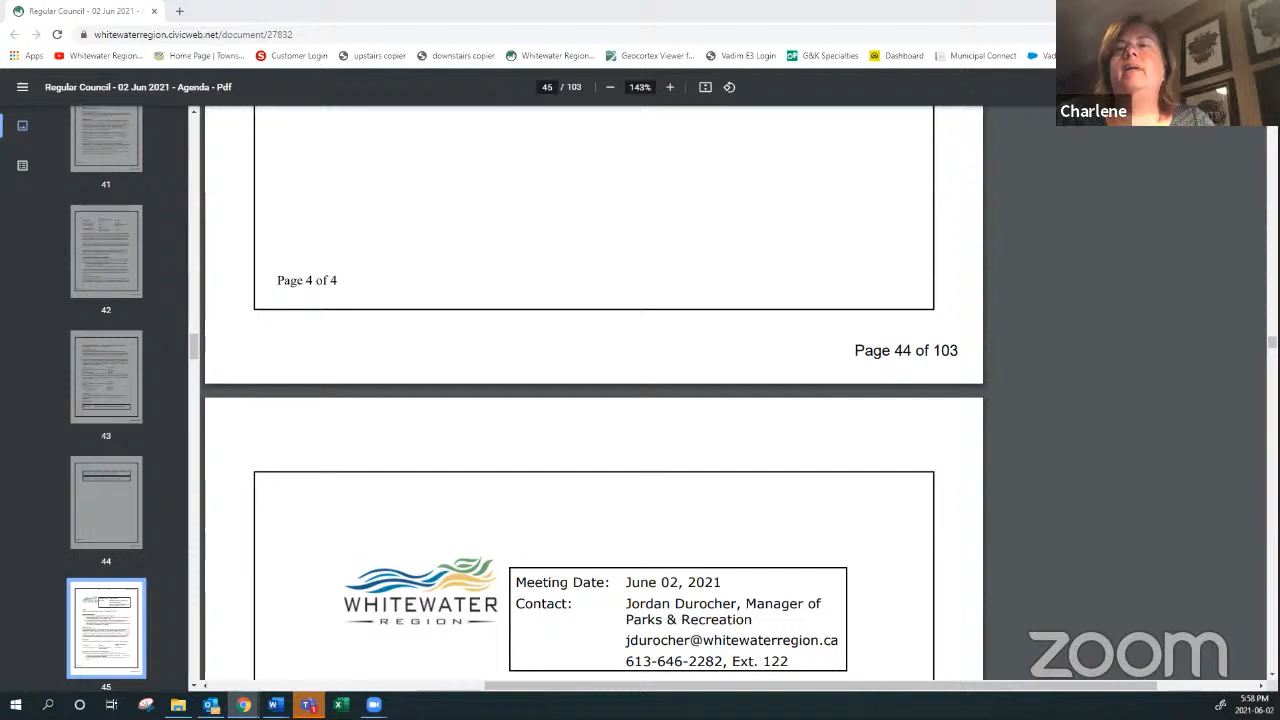 Regular Council - 02 Jun 2021 -
whitewaterregion.civicweb.net/document/27832
Apps
Whitewater Region...
Home Page | Towns...
Customer Login
upstairs copier
downstairs copier
Whitewater Region...
Geocortex Viewer f...
Vadim E3 Login
G&K Specialties
Dashboard
Municipal Connect
Vad
Regular Council - 02 Jun 2021 - Agenda - Pdf
45 / 103
143%
Charlene
41
42
43
44
45
Page 4 of 4
Page 44 of 103
WHITEWATER
REGION
Meeting Date: June 02, 2021
Contact: Jordan Durocher, Manager of
Parks & Recreation
jdurocher@whitewaterregion.ca
613-646-2282, Ext. 122
zoom
5:58 PM
2021-06-02